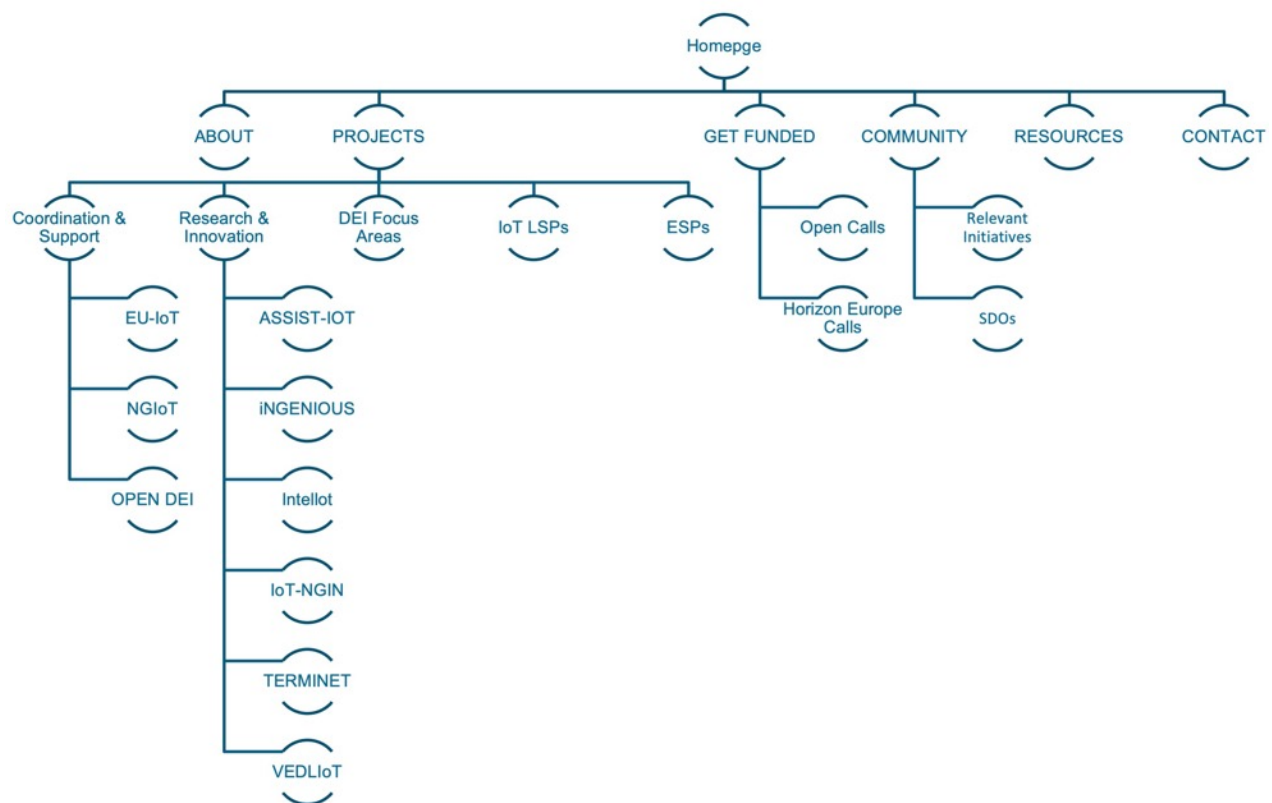 Homepge
ABOUT
PROJECTS
GET FUNDED
COMMUNITY
RESOURCES
CONTACT
Coordination &
Support
Research &
Innovation
DEI Focus
Areas
IoT LSPs
ESPs
Open Calls
Relevant
Initiatives
EU-IoT
ASSIST-IOT
Horizon Europe
Calls
SDOs
NGIoT
iNGENIOUS
OPEN DEI
Intellot
IoT-NGIN
TERMINET
VEDLIoT